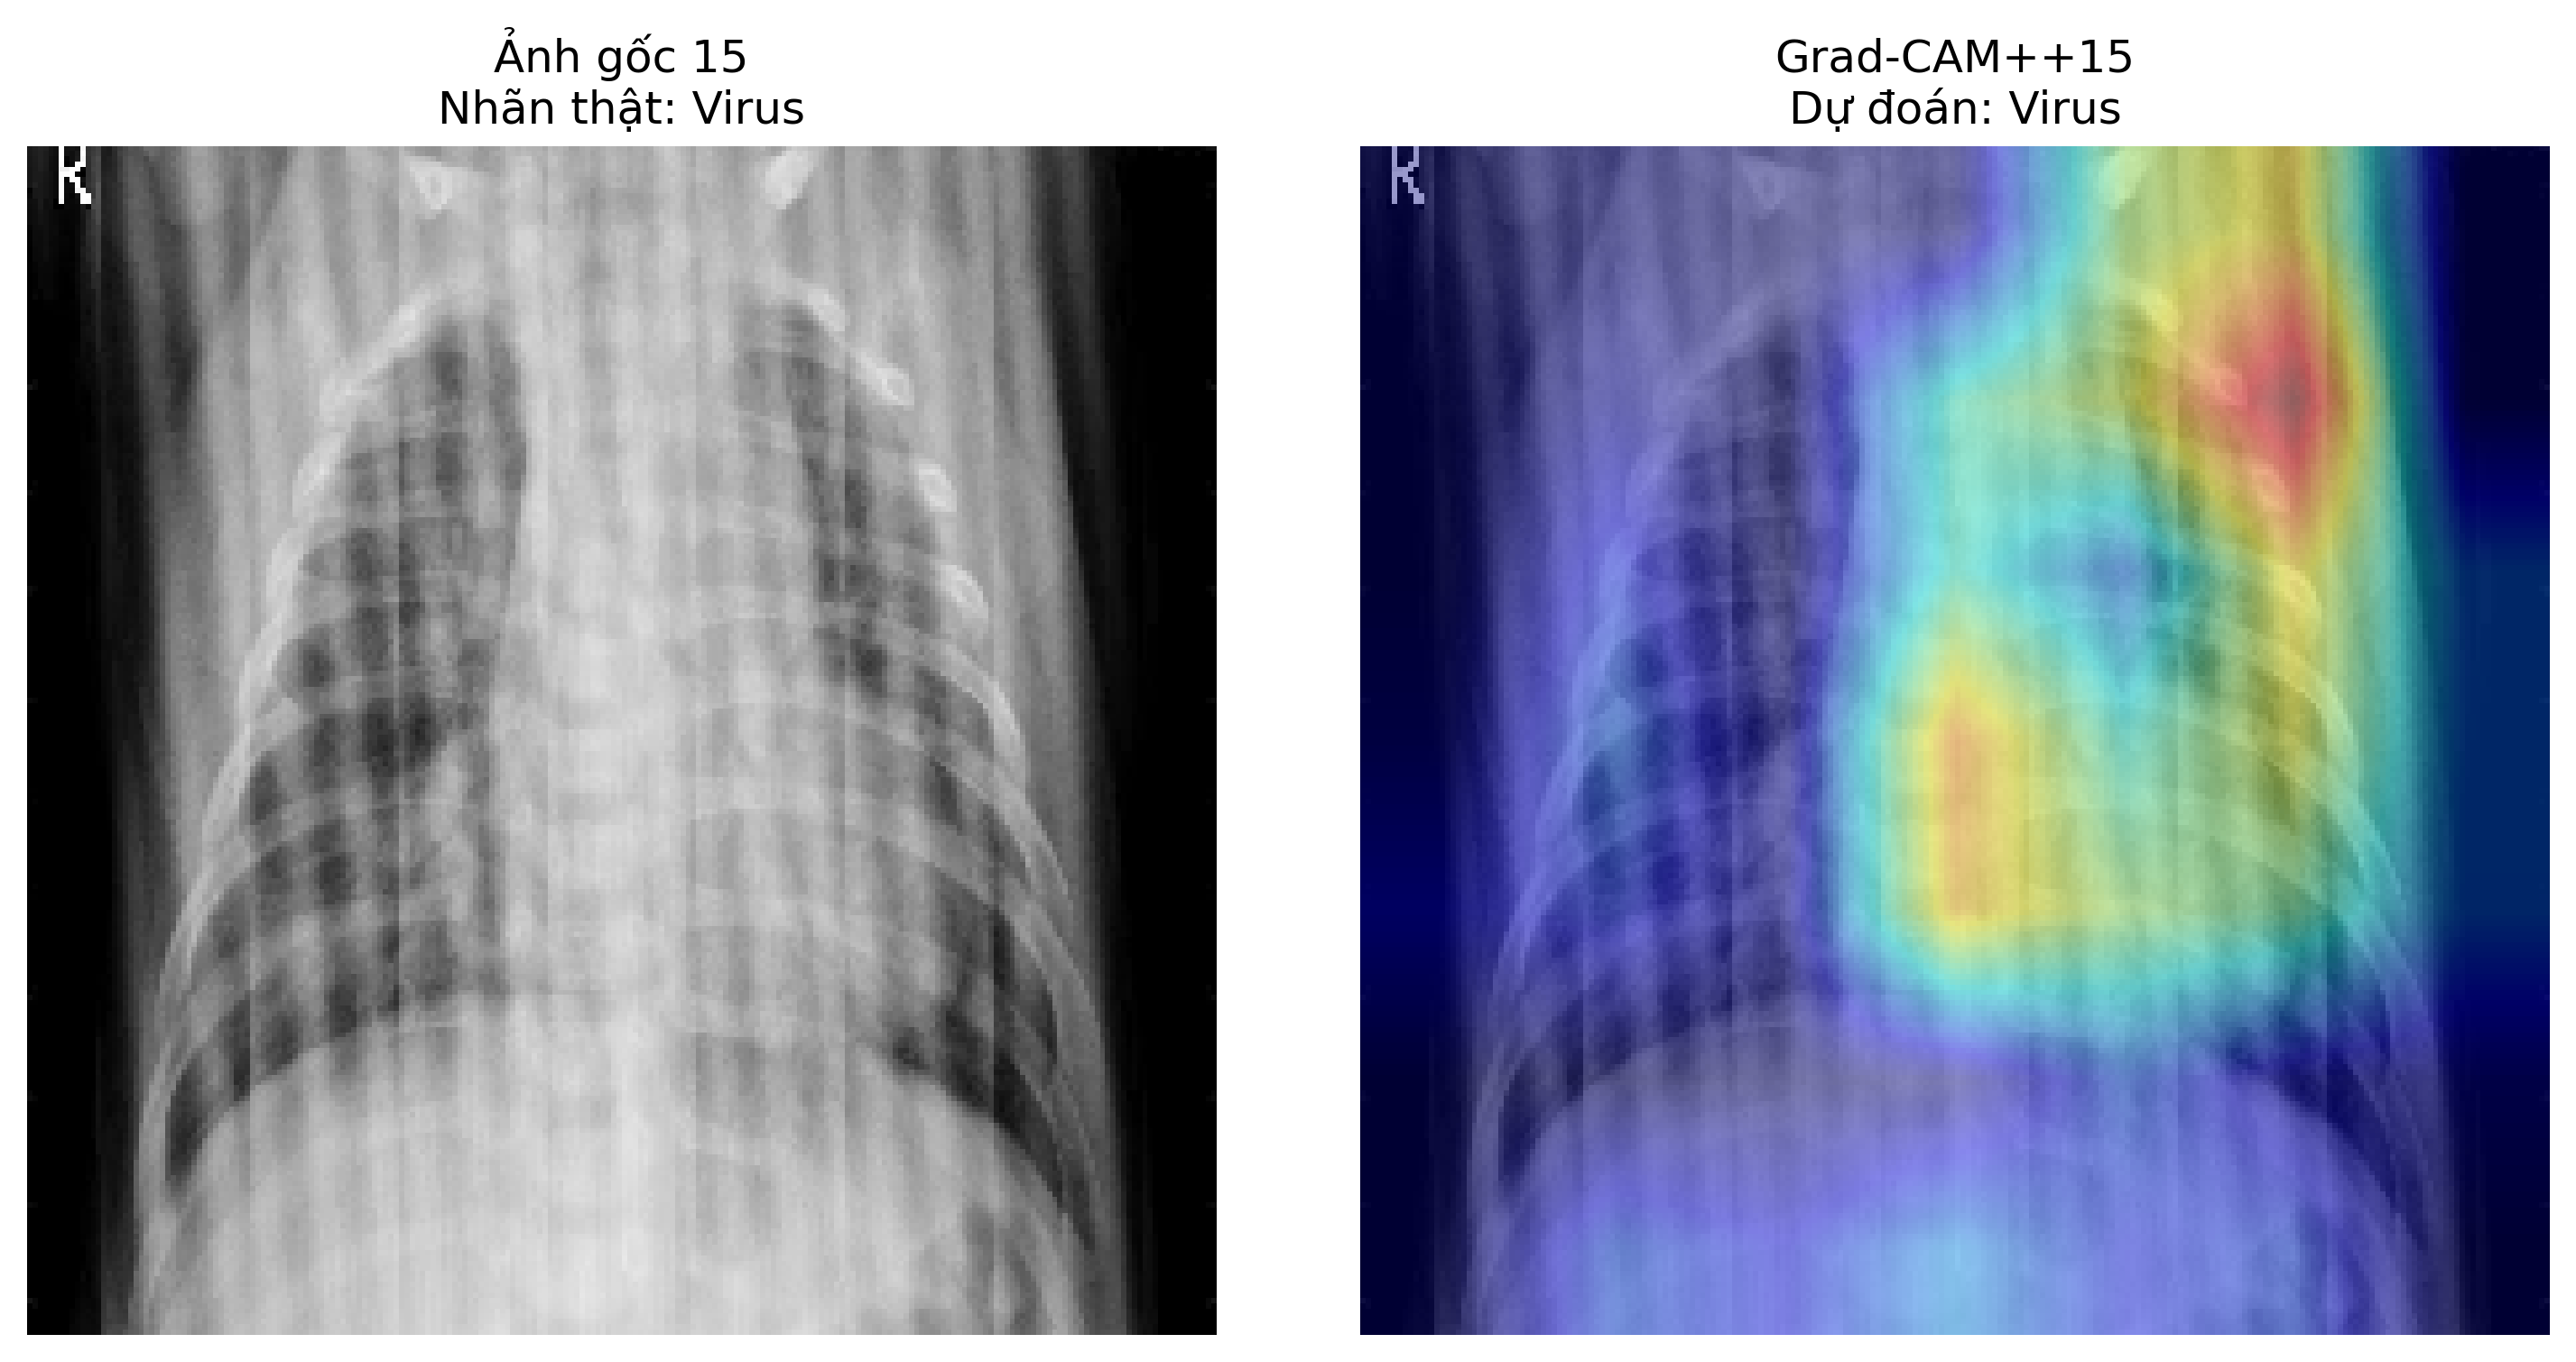 Ảnh gốc 15
Nhãn thật: Virus
Grad-CAM++15
Dự đoán: Virus
R